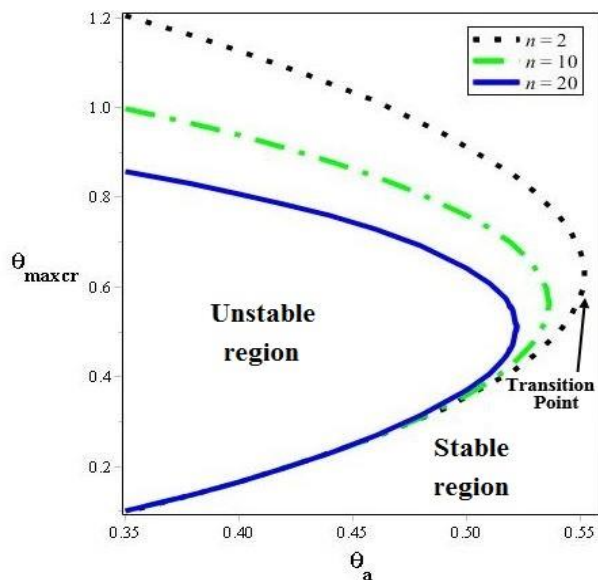 1.2
1.0
0.8
0.6
0.4
0.2
θmaxcr
n = 2
n = 10
n = 20
Unstable
region
Transition
Point
Stable
region
0.35
0.40
0.45
0.50
0.55
θa